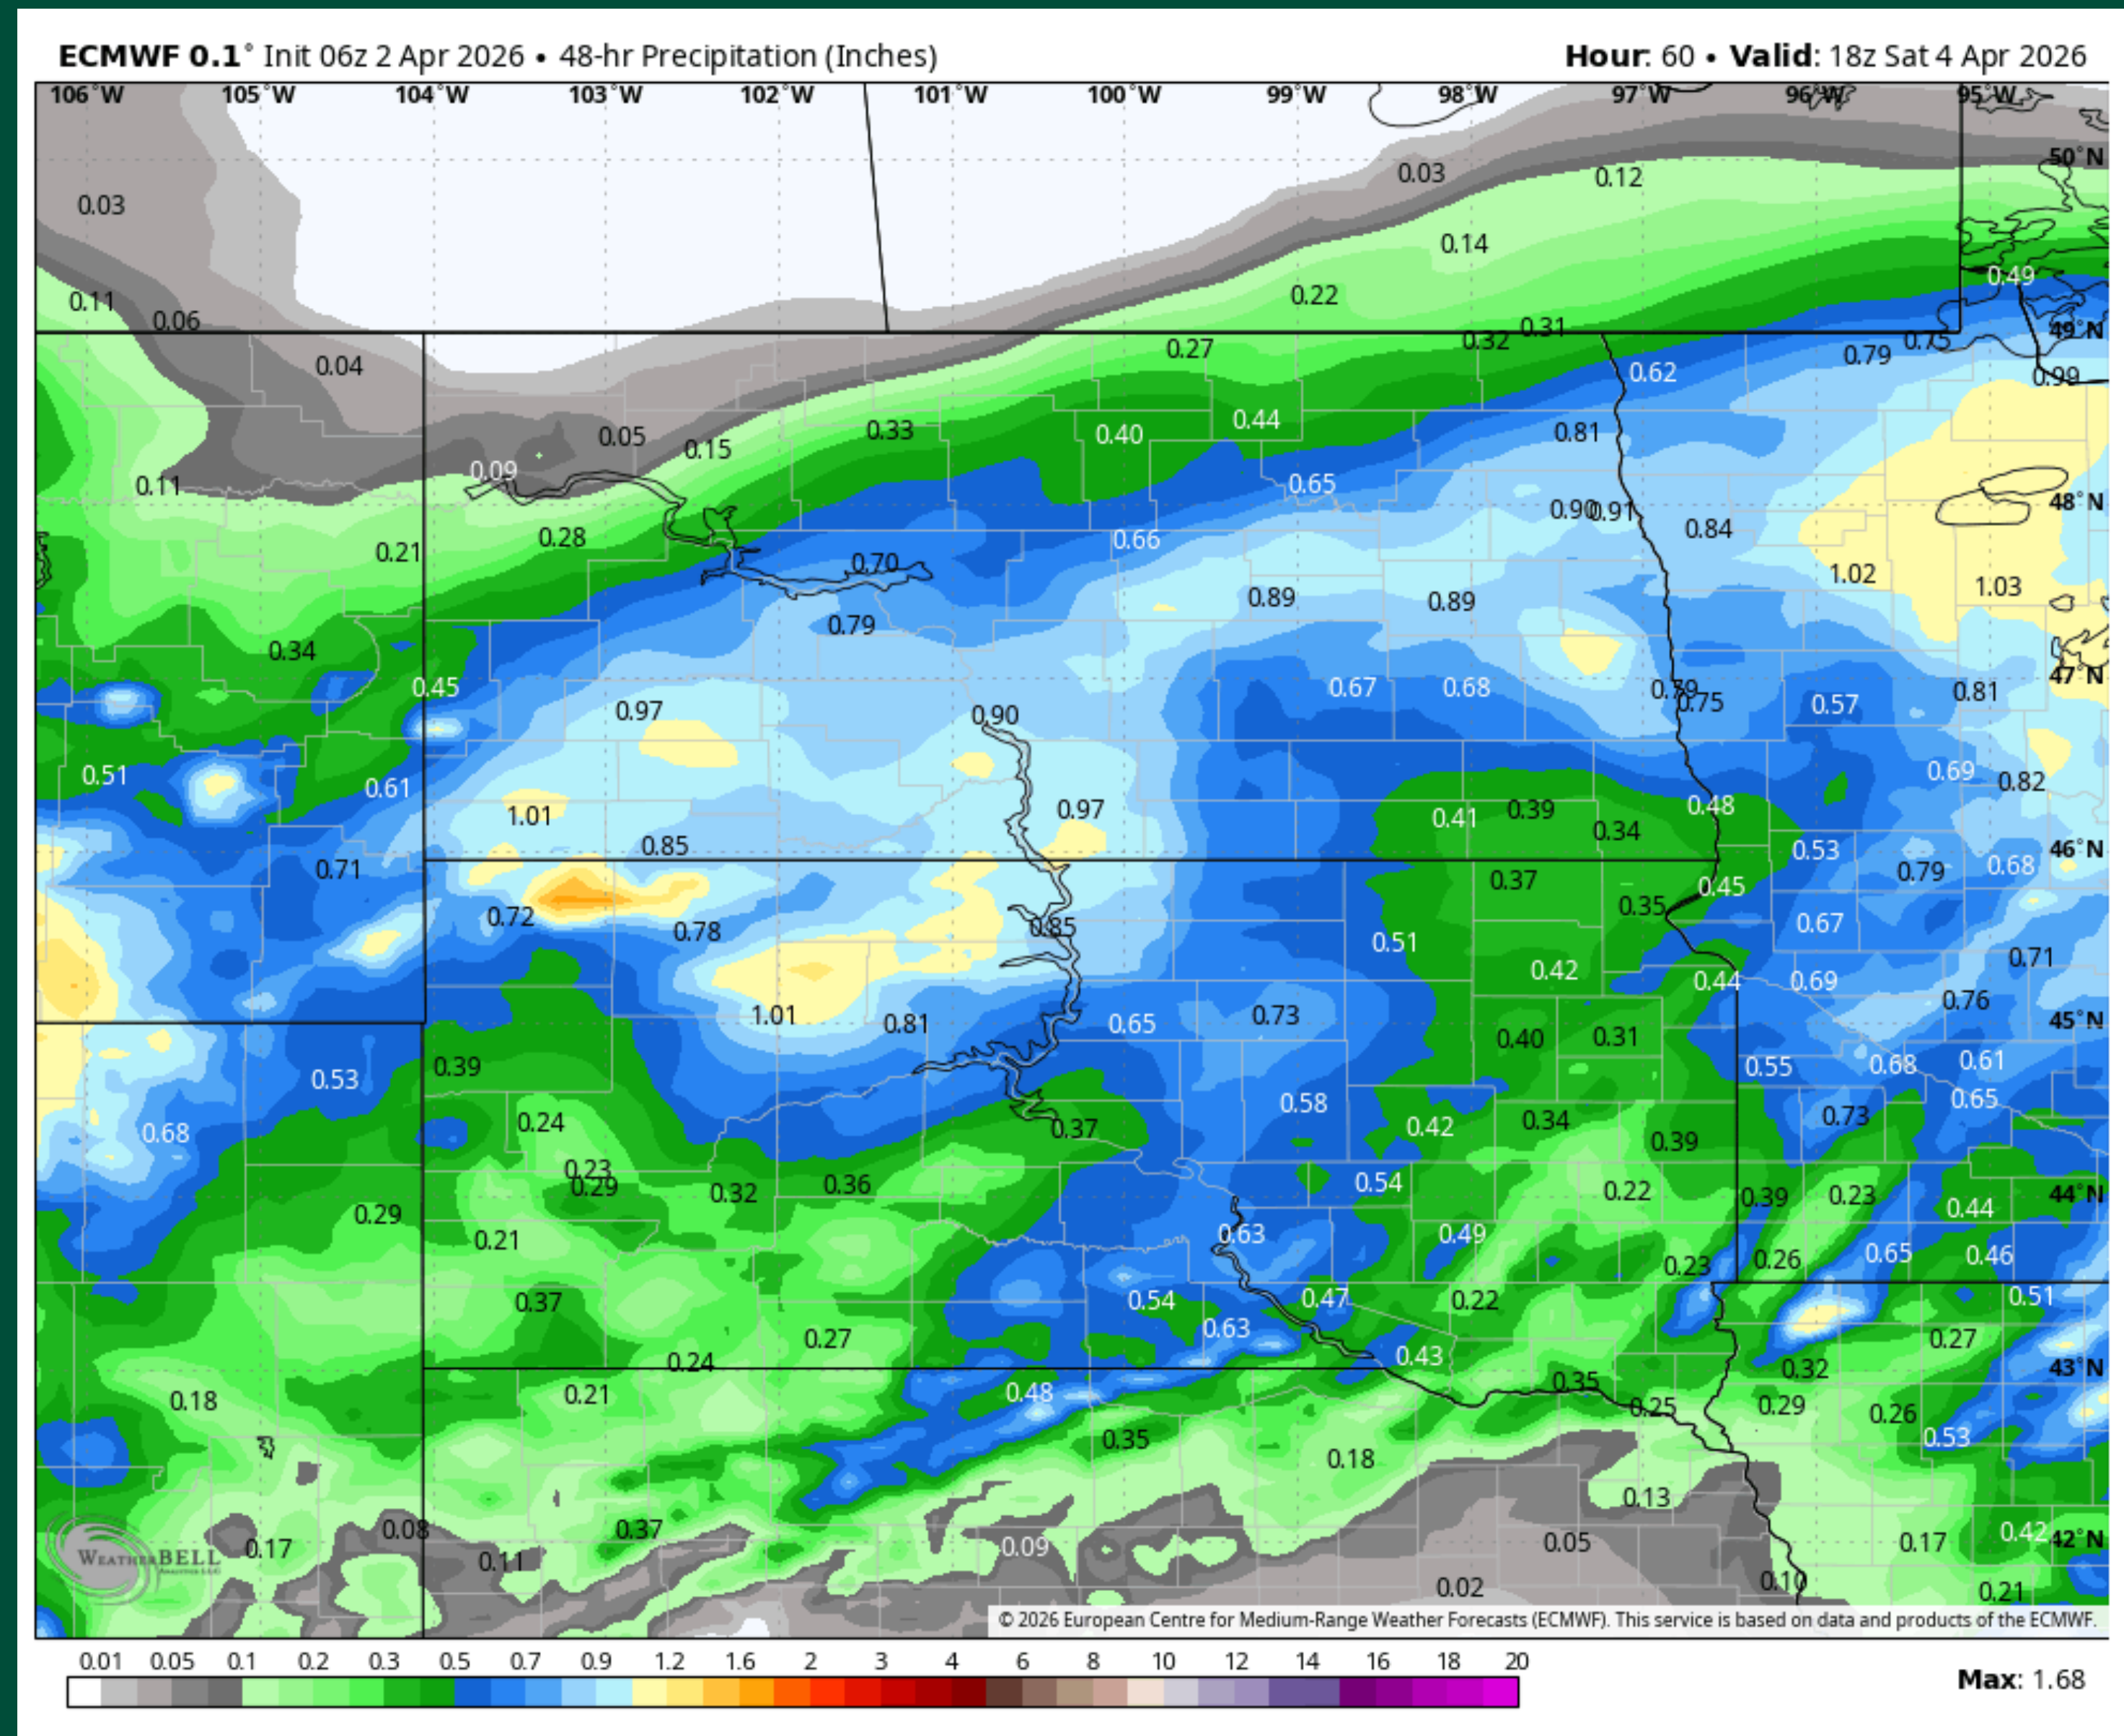 ECMWF 0.1° Init 06z 2 Apr 2026 • 48-hr Precipitation (Inches)
Hour: 60 • Valid: 18z Sat 4 Apr 2026
106°W 105°W 104°W 103°W 102°W 101°W 100°W 99°W 98°W 97°W 96°W 95°W
50°N
0.03 0.12
0.03
0.14
0.49
0.11 0.22
0.06 0.31 49°N
0.32 0.75
0.27 0.79
0.04 0.62 0.99
0.44
0.05 0.33 0.40 0.81
0.15
0.09
0.11 0.65
48°N
0.90 0.91
0.28 0.66 0.84
0.21
0.70 1.02
0.89 0.89 1.03
0.79
0.34
47°N
0.45 0.67 0.68 0.79 0.81
0.97 0.90 0.75 0.57
0.51 0.61 0.69 0.82
1.01 0.97 0.41 0.39 0.48
0.34
0.85 0.53 46°N
0.71 0.79 0.68
0.37 0.45
0.72 0.35
0.78 0.85 0.67
0.51 0.71
0.42 0.44 0.69
0.76
1.01 0.81 0.65 0.73 45°N
0.40 0.31
0.53 0.39 0.55 0.68 0.61
0.58 0.65
0.24 0.42 0.34 0.73
0.68 0.37 0.39
0.23
0.29 0.32 0.36 0.54 0.22 0.39 0.23 44°N
0.29 0.44
0.21 0.63 0.49
0.23 0.26 0.65 0.46
0.37 0.54 0.47 0.22 0.51
0.27 0.63 0.27
0.24 0.43 0.32 43°N
0.18 0.21 0.48 0.35
0.25 0.29 0.26
0.35 0.53
0.18
0.13
0.08 0.37 0.42 42°N
0.17 0.11 0.09 0.05 0.17
0.02 0.10 0.21
WEATHERBELL
ANALYTICS LLC
© 2026 European Centre for Medium-Range Weather Forecasts (ECMWF). This service is based on data and products of the ECMWF.
0.01 0.05 0.1 0.2 0.3 0.5 0.7 0.9 1.2 1.6 2 3 4 6 8 10 12 14 16 18 20
Max: 1.68